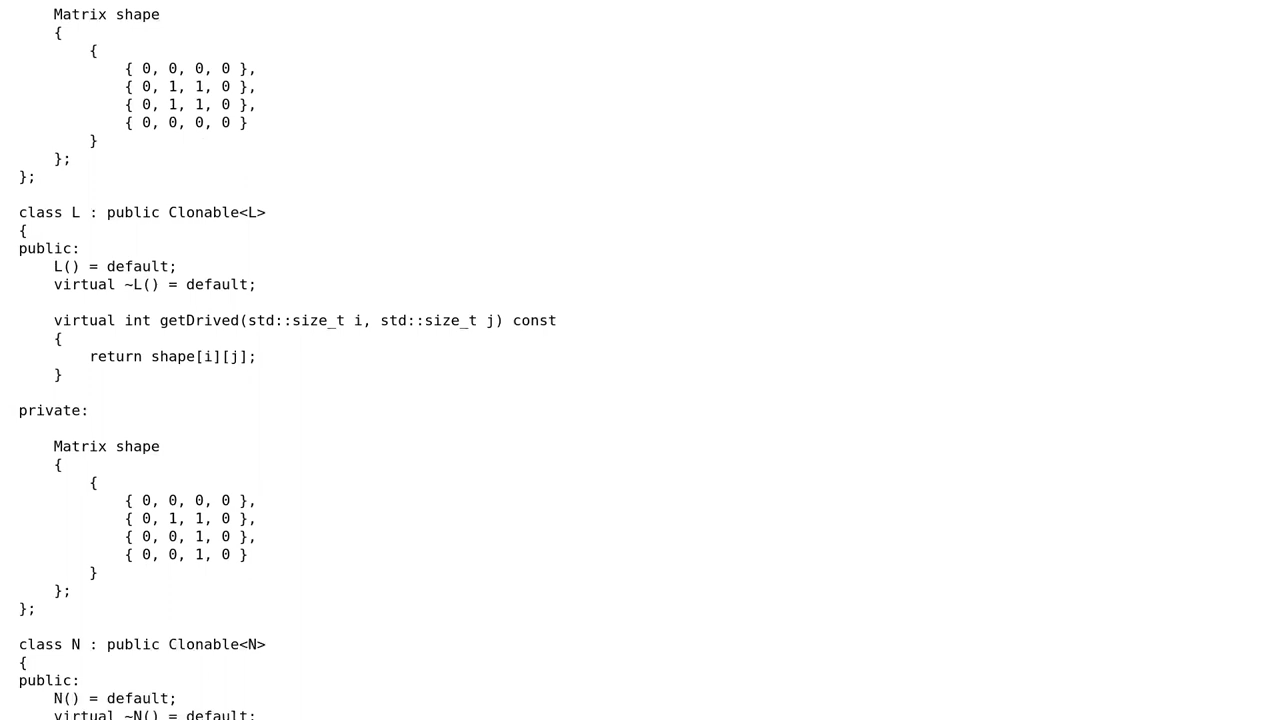 Matrix shape
{
{
{ 0, 0, 0, 0 },
{ 0, 1, 1, 0 },
{ 0, 1, 1, 0 },
{ 0, 0, 0, 0 }
}
};
};
class L : public Clonable<L>
{
public:
L() = default;
virtual ~L() = default;
virtual int getDrived(std::size_t i, std::size_t j) const
{
return shape[i][j];
}
private:
Matrix shape
{
{
{ 0, 0, 0, 0 },
{ 0, 1, 1, 0 },
{ 0, 0, 1, 0 },
{ 0, 0, 1, 0 }
}
};
};
class N : public Clonable<N>
{
public:
N() = default;
virtual ~N() = default;